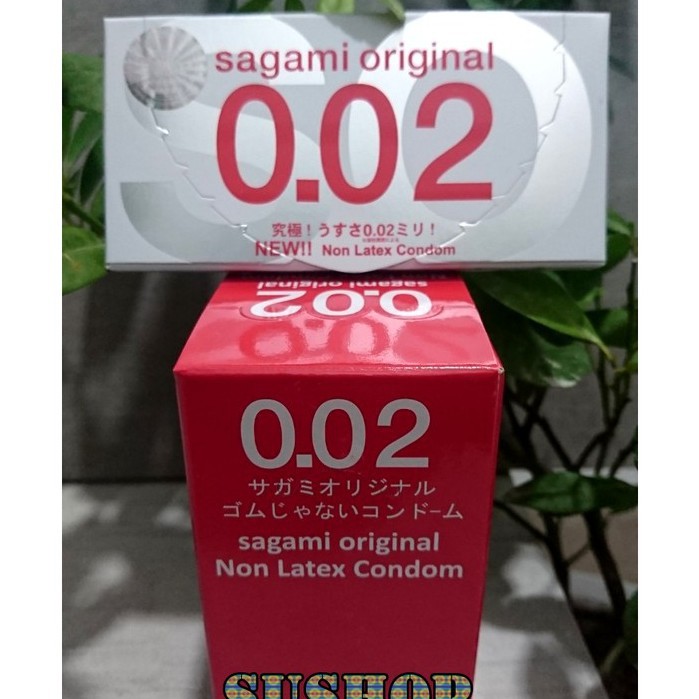 sagami original
0.02
究極！うすさ0.02ミリ！
NEW!! Non Latex Condom
sagami original
0.02
0.02
サガミオリジナル
ゴムじゃないコンドーム
sagami original
Non Latex Condom
SUSHOP